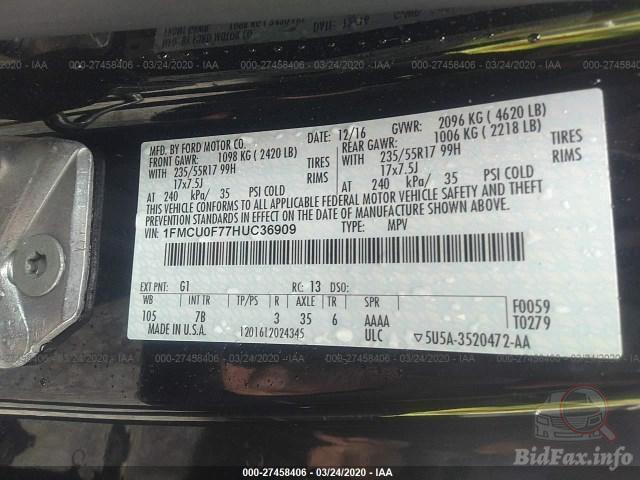 000-27458406 - 03/24/2020 - IAA
MFD. BY FORD MOTOR CO.
DATE: 12/16
GVWR: 2096 KG ( 4620 LB)
FRONT GAWR: 1098 KG ( 2420 LB)
REAR GAWR: 1006 KG ( 2218 LB)
WITH 235/55R17 99H TIRES
WITH 235/55R17 99H TIRES
17x7.5J RIMS
17x7.5J RIMS
AT 240 kPa/ 35 PSI COLD
AT 240 kPa/ 35 PSI COLD
THIS VEHICLE CONFORMS TO ALL APPLICABLE FEDERAL MOTOR VEHICLE SAFETY AND THEFT
PREVENTION STANDARDS IN EFFECT ON THE DATE OF MANUFACTURE SHOWN ABOVE.
VIN: 1FMCU0F77HUC36909
TYPE: MPV
EXT PNT: G1 RC: 13 DSO:
WB INT TR TP/PS R AXLE TR SPR
105 7B 3 35 6 AAAA
F0059
T0279
MADE IN U.S.A. 1201612024345 ULC ▽5U5A-3520472-AA
BidFax.info
000-27458406 - 03/24/2020 - IAA